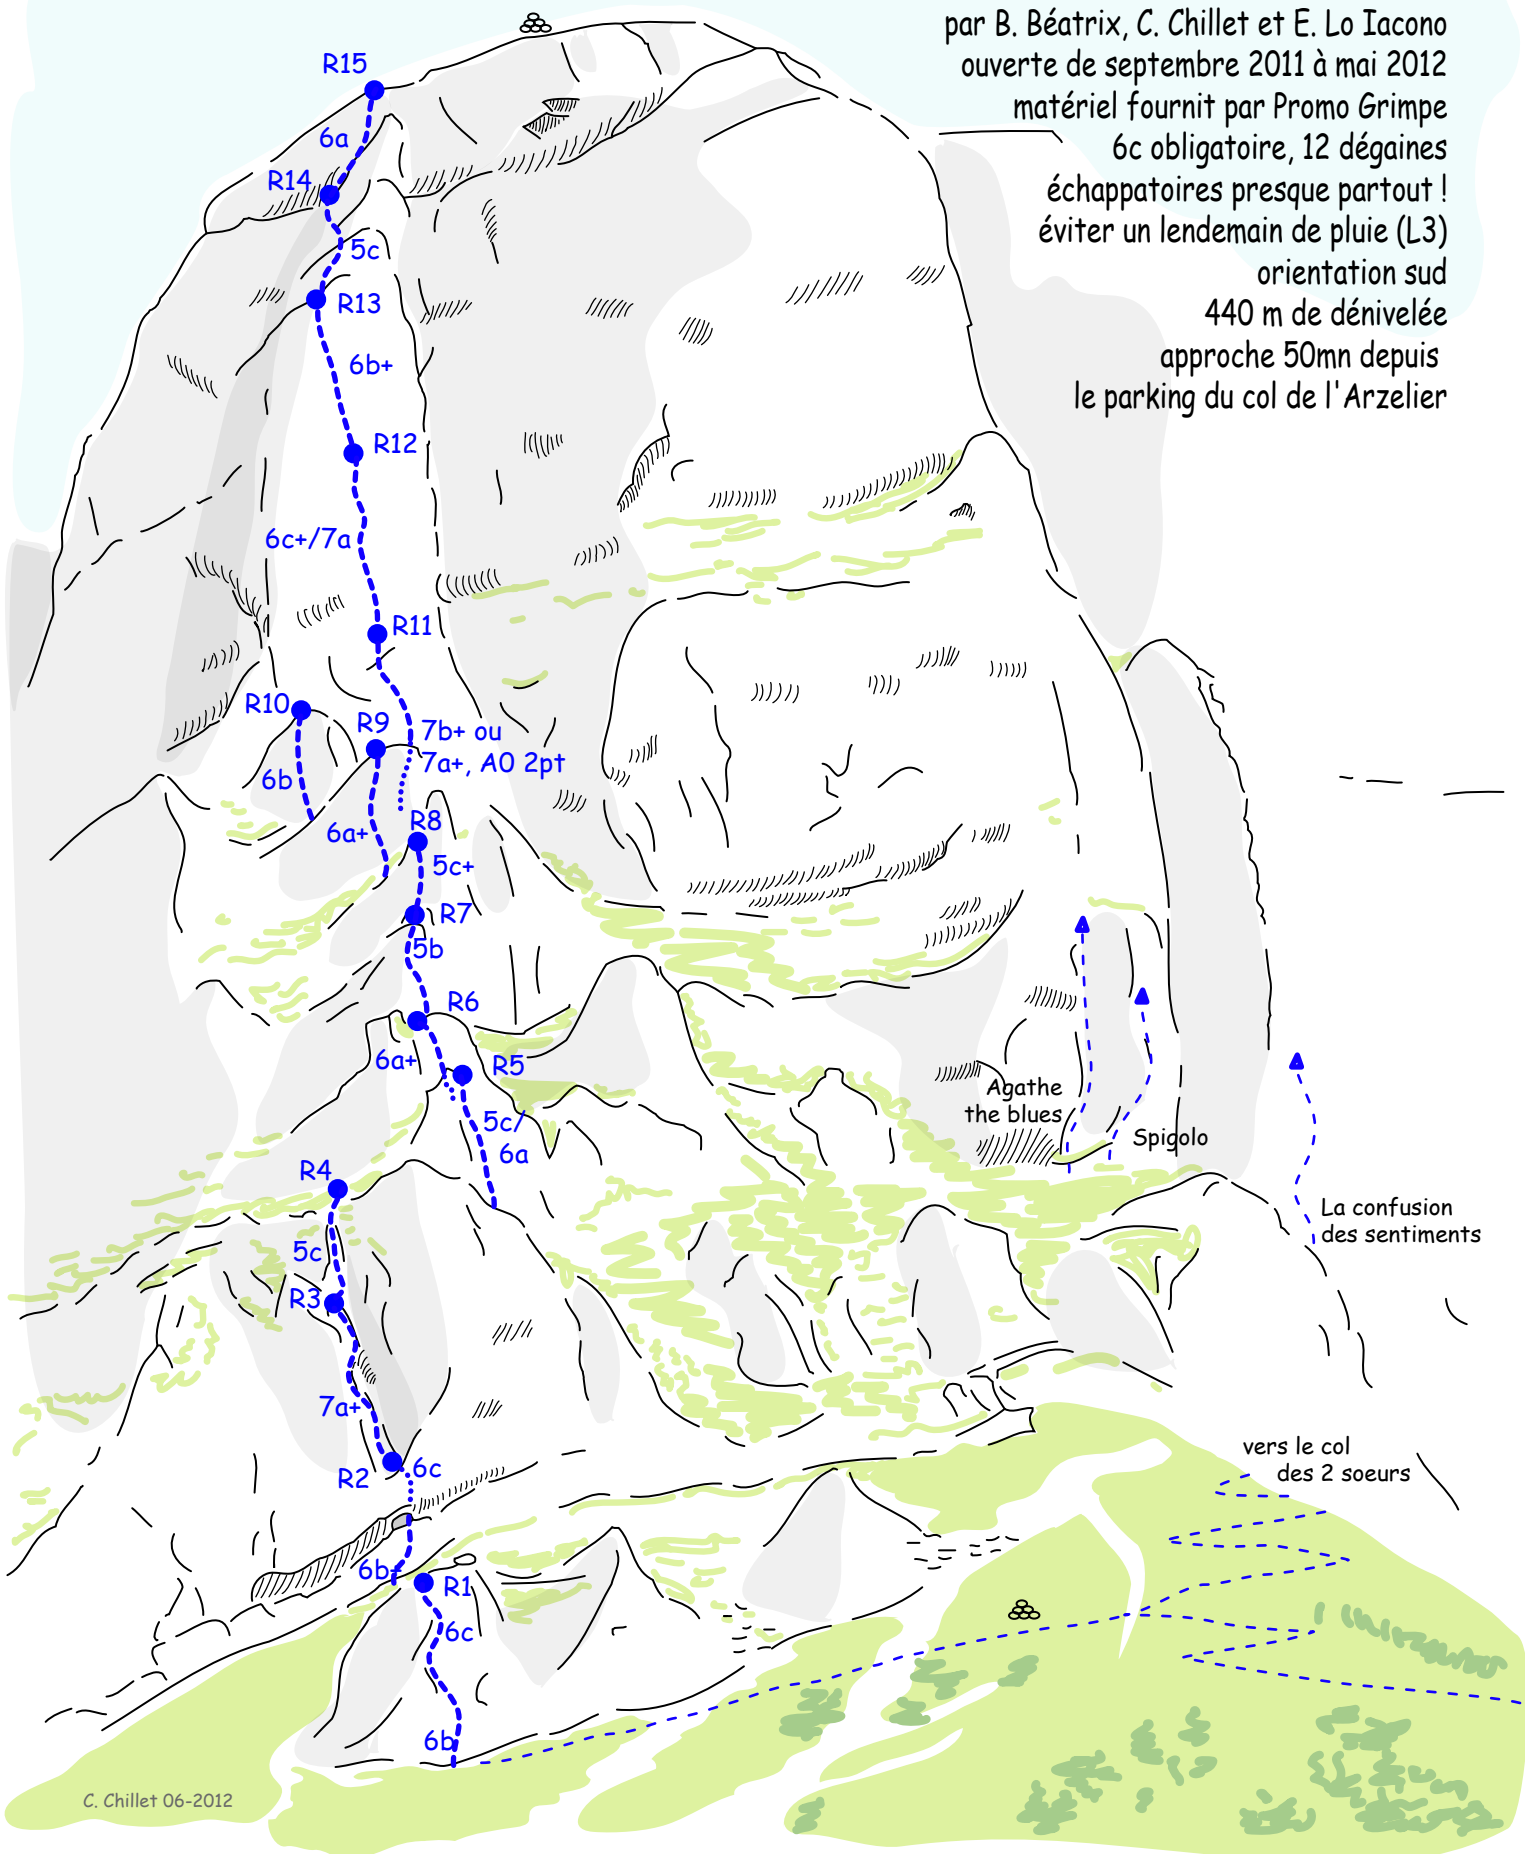 par B. Béatrix, C. Chillet et E. Lo Iacono
ouverte de septembre 2011 à mai 2012
matériel fournit par Promo Grimpe
6c obligatoire, 12 dégaines
échappatoires presque partout !
éviter un lendemain de pluie (L3)
orientation sud
440 m de dénivelée
approche 50mn depuis
le parking du col de l'Arzelier
R15
6a
R14
5c
R13
6b+
R12
6c+/7a
R11
R10
R9
7b+ ou
7a+, A0 2pt
6b
R8
6a+
5c+
R7
5b
R6
6a+
R5
5c/
6a
Agathe
the blues
Spigolo
R4
La confusion
des sentiments
5c
R3
7a+
R2
6c
vers le col
des 2 soeurs
6b+
R1
6c
6b
C. Chillet 06-2012